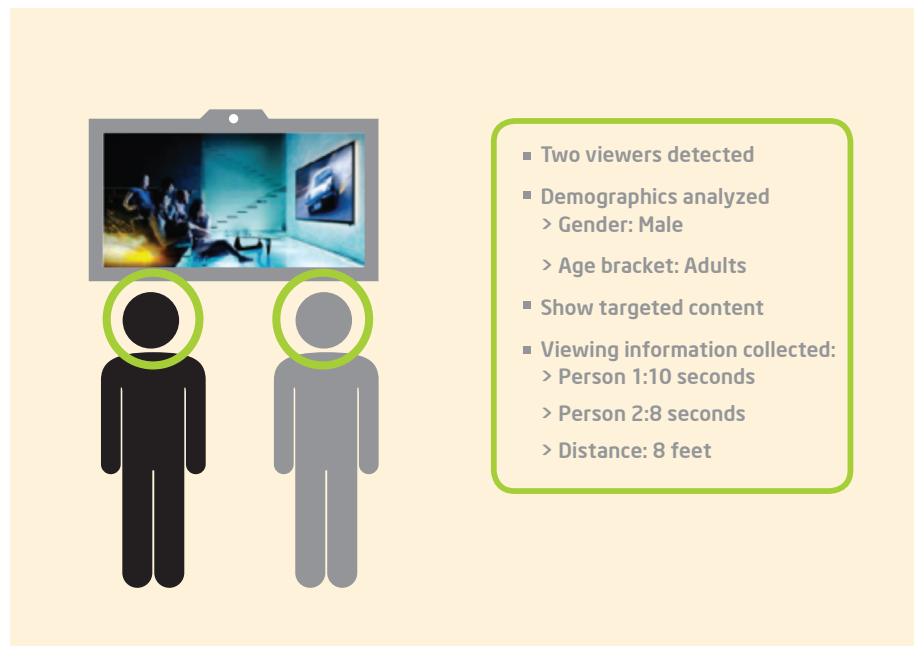 Two viewers detected
Demographics analyzed
> Gender: Male
> Age bracket: Adults
Show targeted content
Viewing information collected:
> Person 1:10 seconds
> Person 2:8 seconds
> Distance: 8 feet